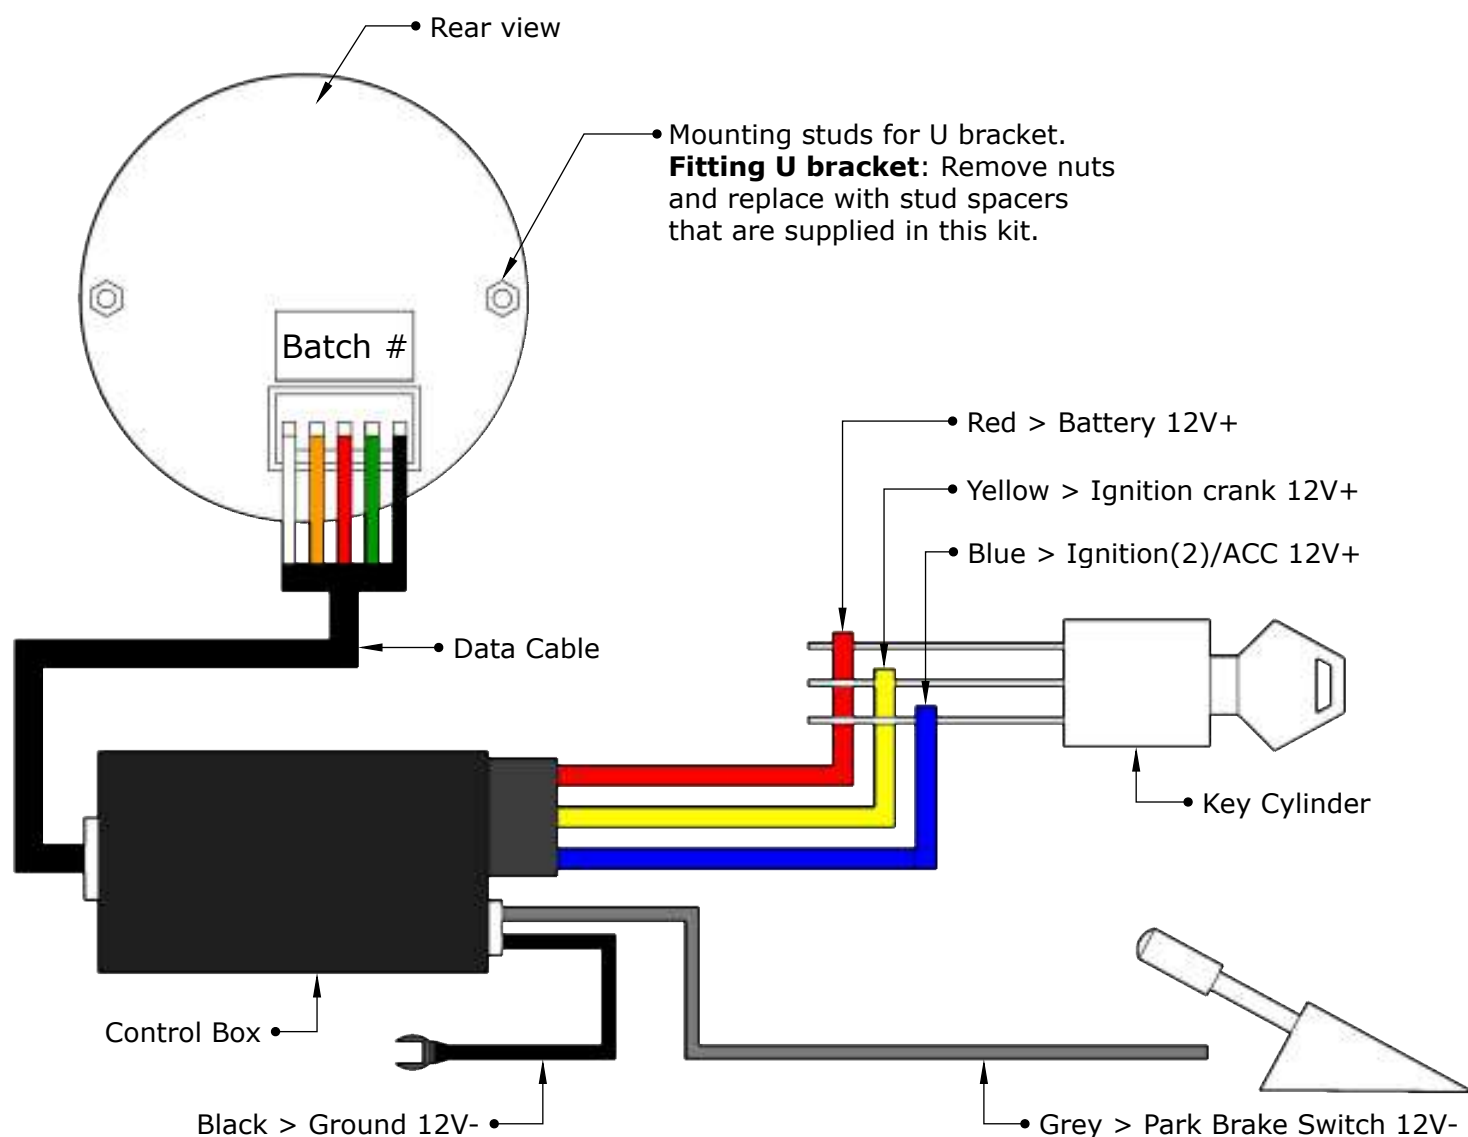 Rear view
Mounting studs for U bracket.
Fitting U bracket: Remove nuts
and replace with stud spacers
that are supplied in this kit.
Batch #
Red > Battery 12V+
Yellow > Ignition crank 12V+
Blue > Ignition(2)/ACC 12V+
Data Cable
Key Cylinder
Control Box
Black > Ground 12V-
Grey > Park Brake Switch 12V-